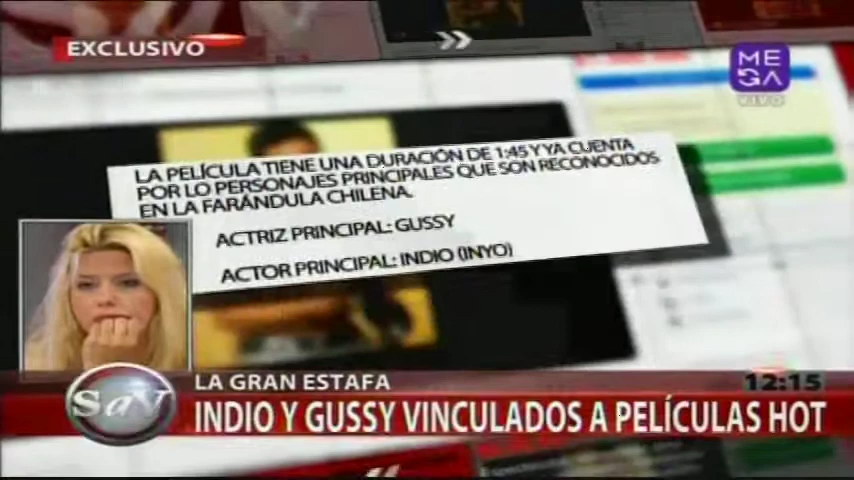 EXCLUSIVO
MEGA
VIVO
LA PELÍCULA TIENE UNA DURACIÓN DE 1:45 Y YA CUENTA
POR LO PERSONAJES PRINCIPALES QUE SON RECONOCIDOS
EN LA FARÁNDULA CHILENA.
ACTRIZ PRINCIPAL: GUSSY
ACTOR PRINCIPAL: INDIO (INYO)
LA GRAN ESTAFA
12:15
SaV
INDIO Y GUSSY VINCULADOS A PELÍCULAS HOT